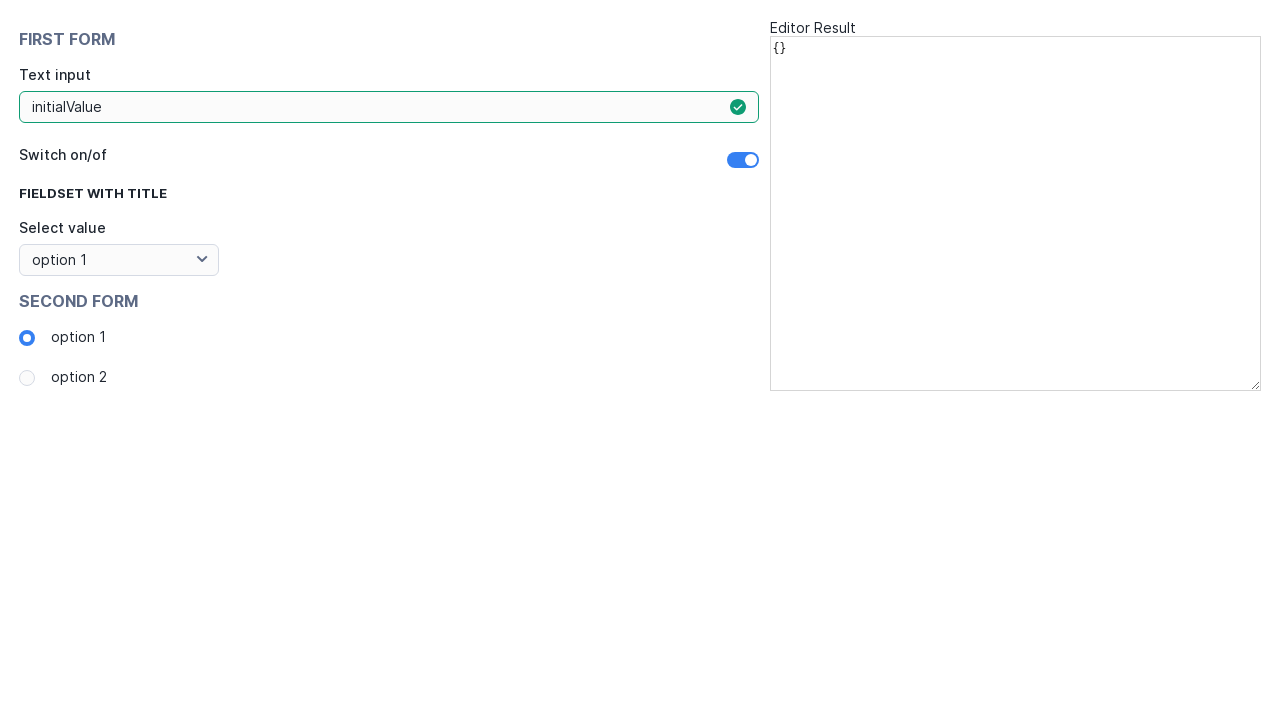 FIRST FORM
Text input
initialValue
Switch on/of
FIELDSET WITH TITLE
Select value
option 1
SECOND FORM
option 1
option 2
Editor Result
{}